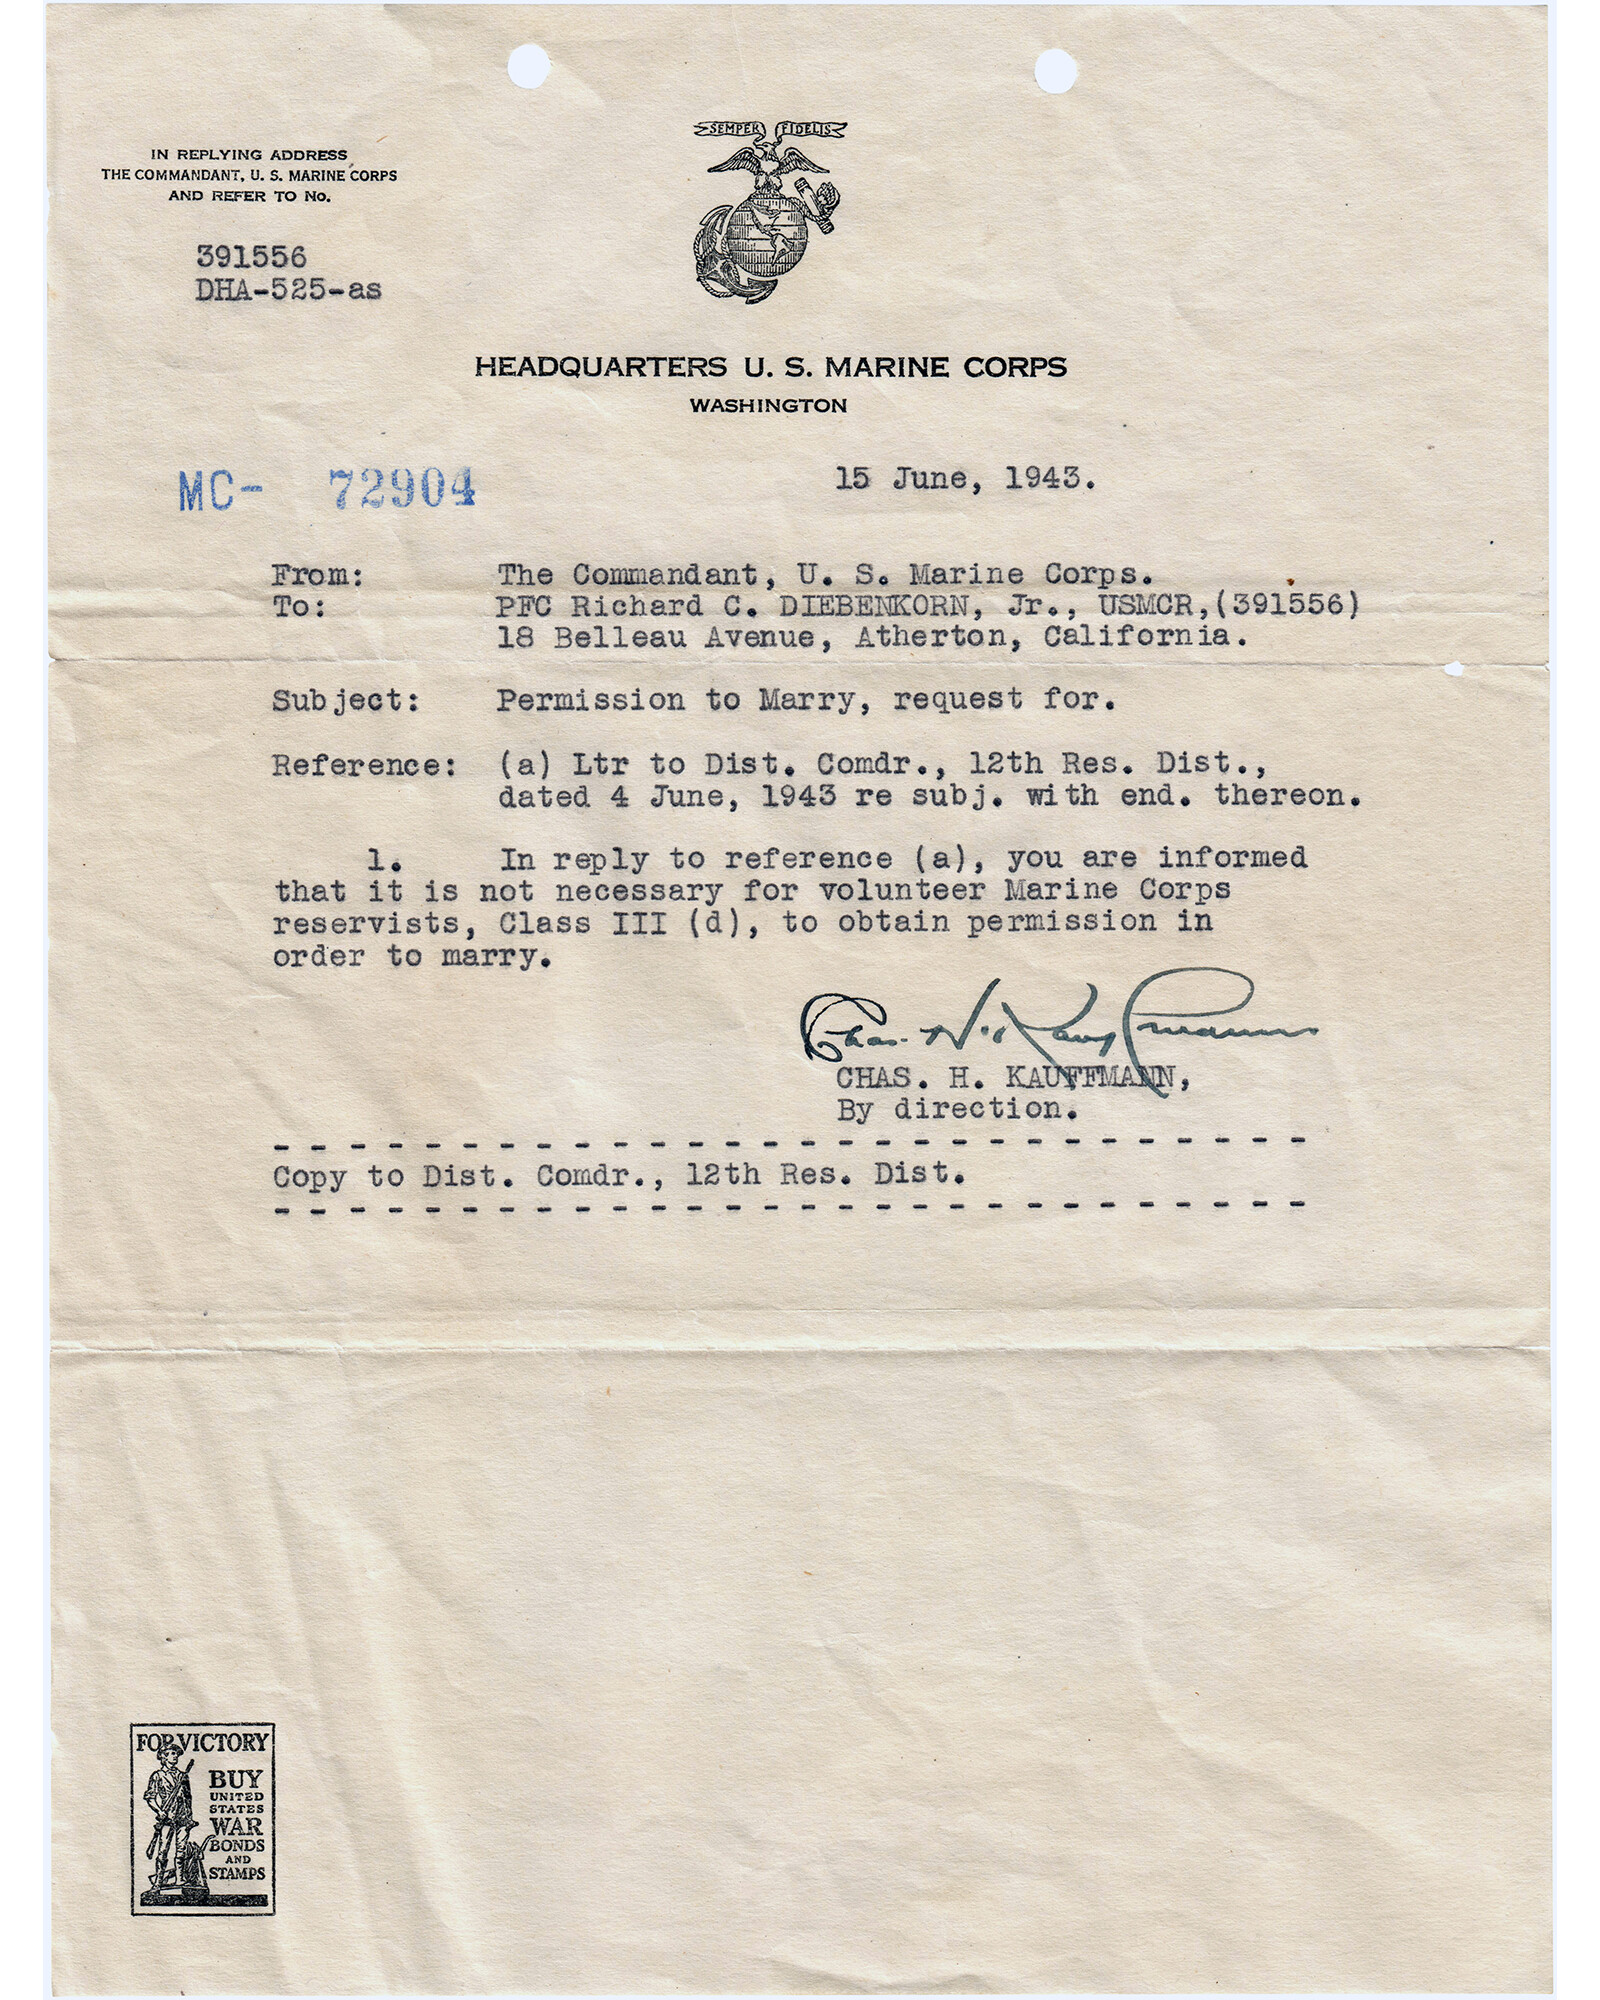 SEMPER FIDELIS
IN REPLYING ADDRESS
THE COMMANDANT, U. S. MARINE CORPS
AND REFER TO No.
391556
DHA-525-as
HEADQUARTERS U. S. MARINE CORPS
WASHINGTON
MC- 72904
15 June, 1943.
From: The Commandant, U. S. Marine Corps.
To: PFC Richard C. DIEBENKORN, Jr., USMCR,(391556)
18 Belleau Avenue, Atherton, California.
Subject: Permission to Marry, request for.
Reference: (a) Ltr to Dist. Comdr., 12th Res. Dist.,
dated 4 June, 1943 re subj. with end. thereon.
1. In reply to reference (a), you are informed
that it is not necessary for volunteer Marine Corps
reservists, Class III (d), to obtain permission in
order to marry.
Chas. H. Kauffmann
CHAS. H. KAUFFMANN,
By direction.
Copy to Dist. Comdr., 12th Res. Dist.
FOR VICTORY
BUY
UNITED
STATES
WAR
BONDS
AND
STAMPS